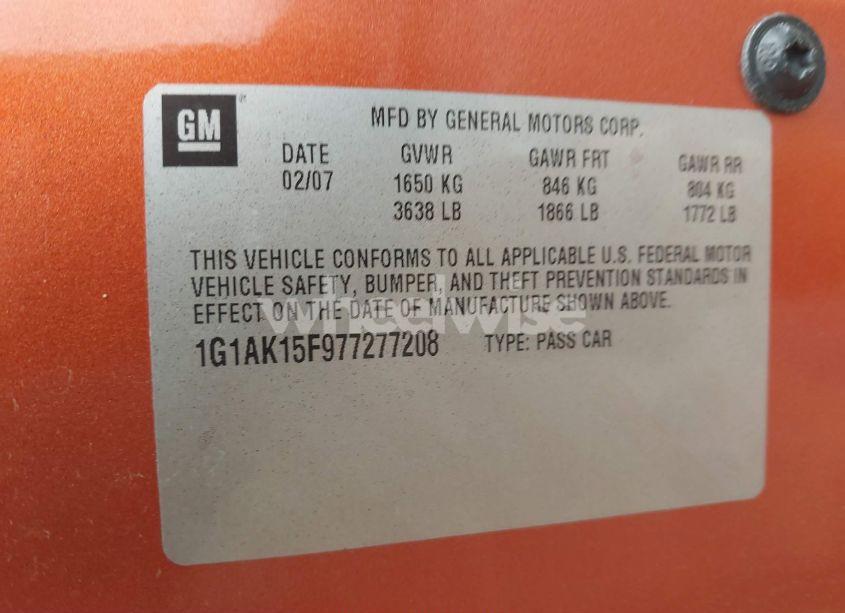 GM
MFD BY GENERAL MOTORS CORP.
DATE GVWR GAWR FRT GAWR RR
02/07 1650 KG 846 KG 804 KG
3638 LB 1866 LB 1772 LB
THIS VEHICLE CONFORMS TO ALL APPLICABLE U.S. FEDERAL MOTOR
VEHICLE SAFETY, BUMPER, AND THEFT PREVENTION STANDARDS IN
EFFECT ON THE DATE OF MANUFACTURE SHOWN ABOVE.
wheelwise
1G1AK15F977277208 TYPE: PASS CAR